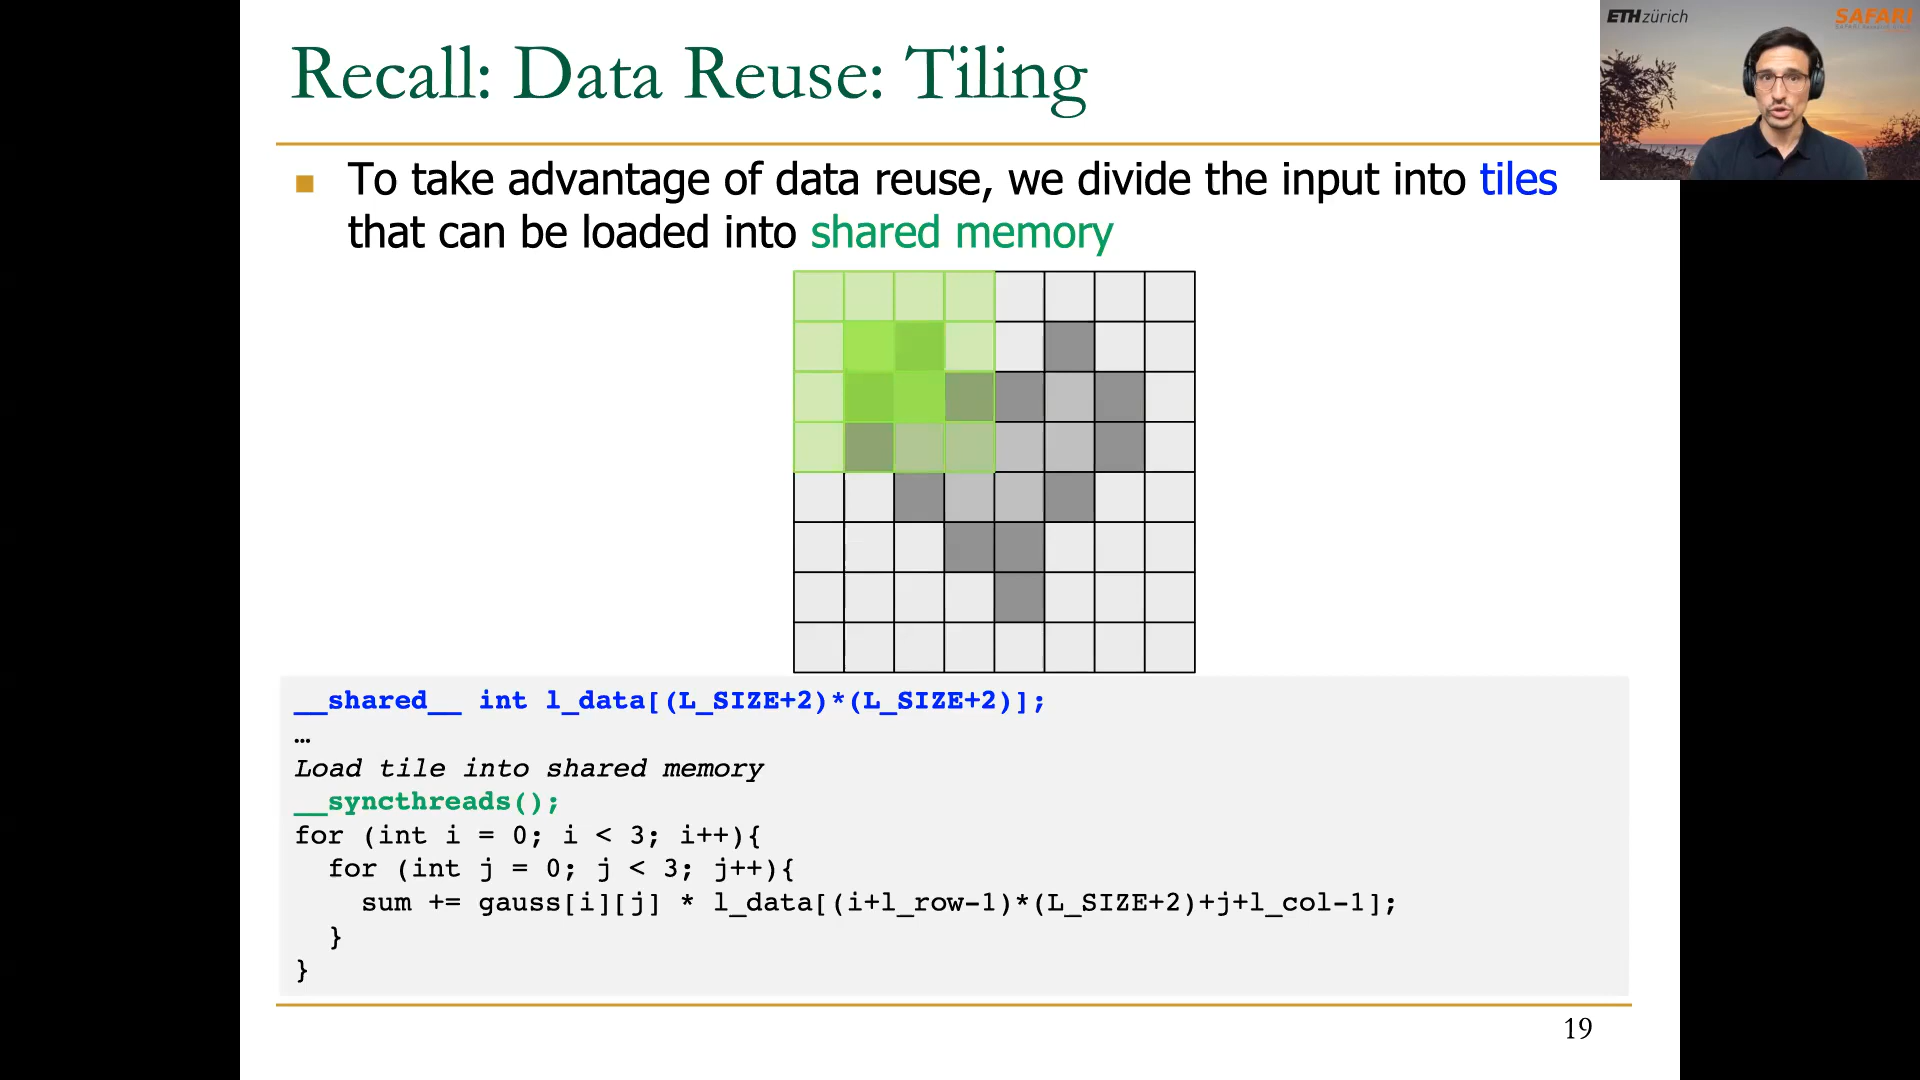 Recall: Data Reuse: Tiling
ETH zürich
SAFARI
To take advantage of data reuse, we divide the input into tiles
that can be loaded into shared memory
__shared__ int l_data[(L_SIZE+2)*(L_SIZE+2)];
…
Load tile into shared memory
__syncthreads();
for (int i = 0; i < 3; i++){
  for (int j = 0; j < 3; j++){
    sum += gauss[i][j] * l_data[(i+l_row-1)*(L_SIZE+2)+j+l_col-1];
  }
}
19